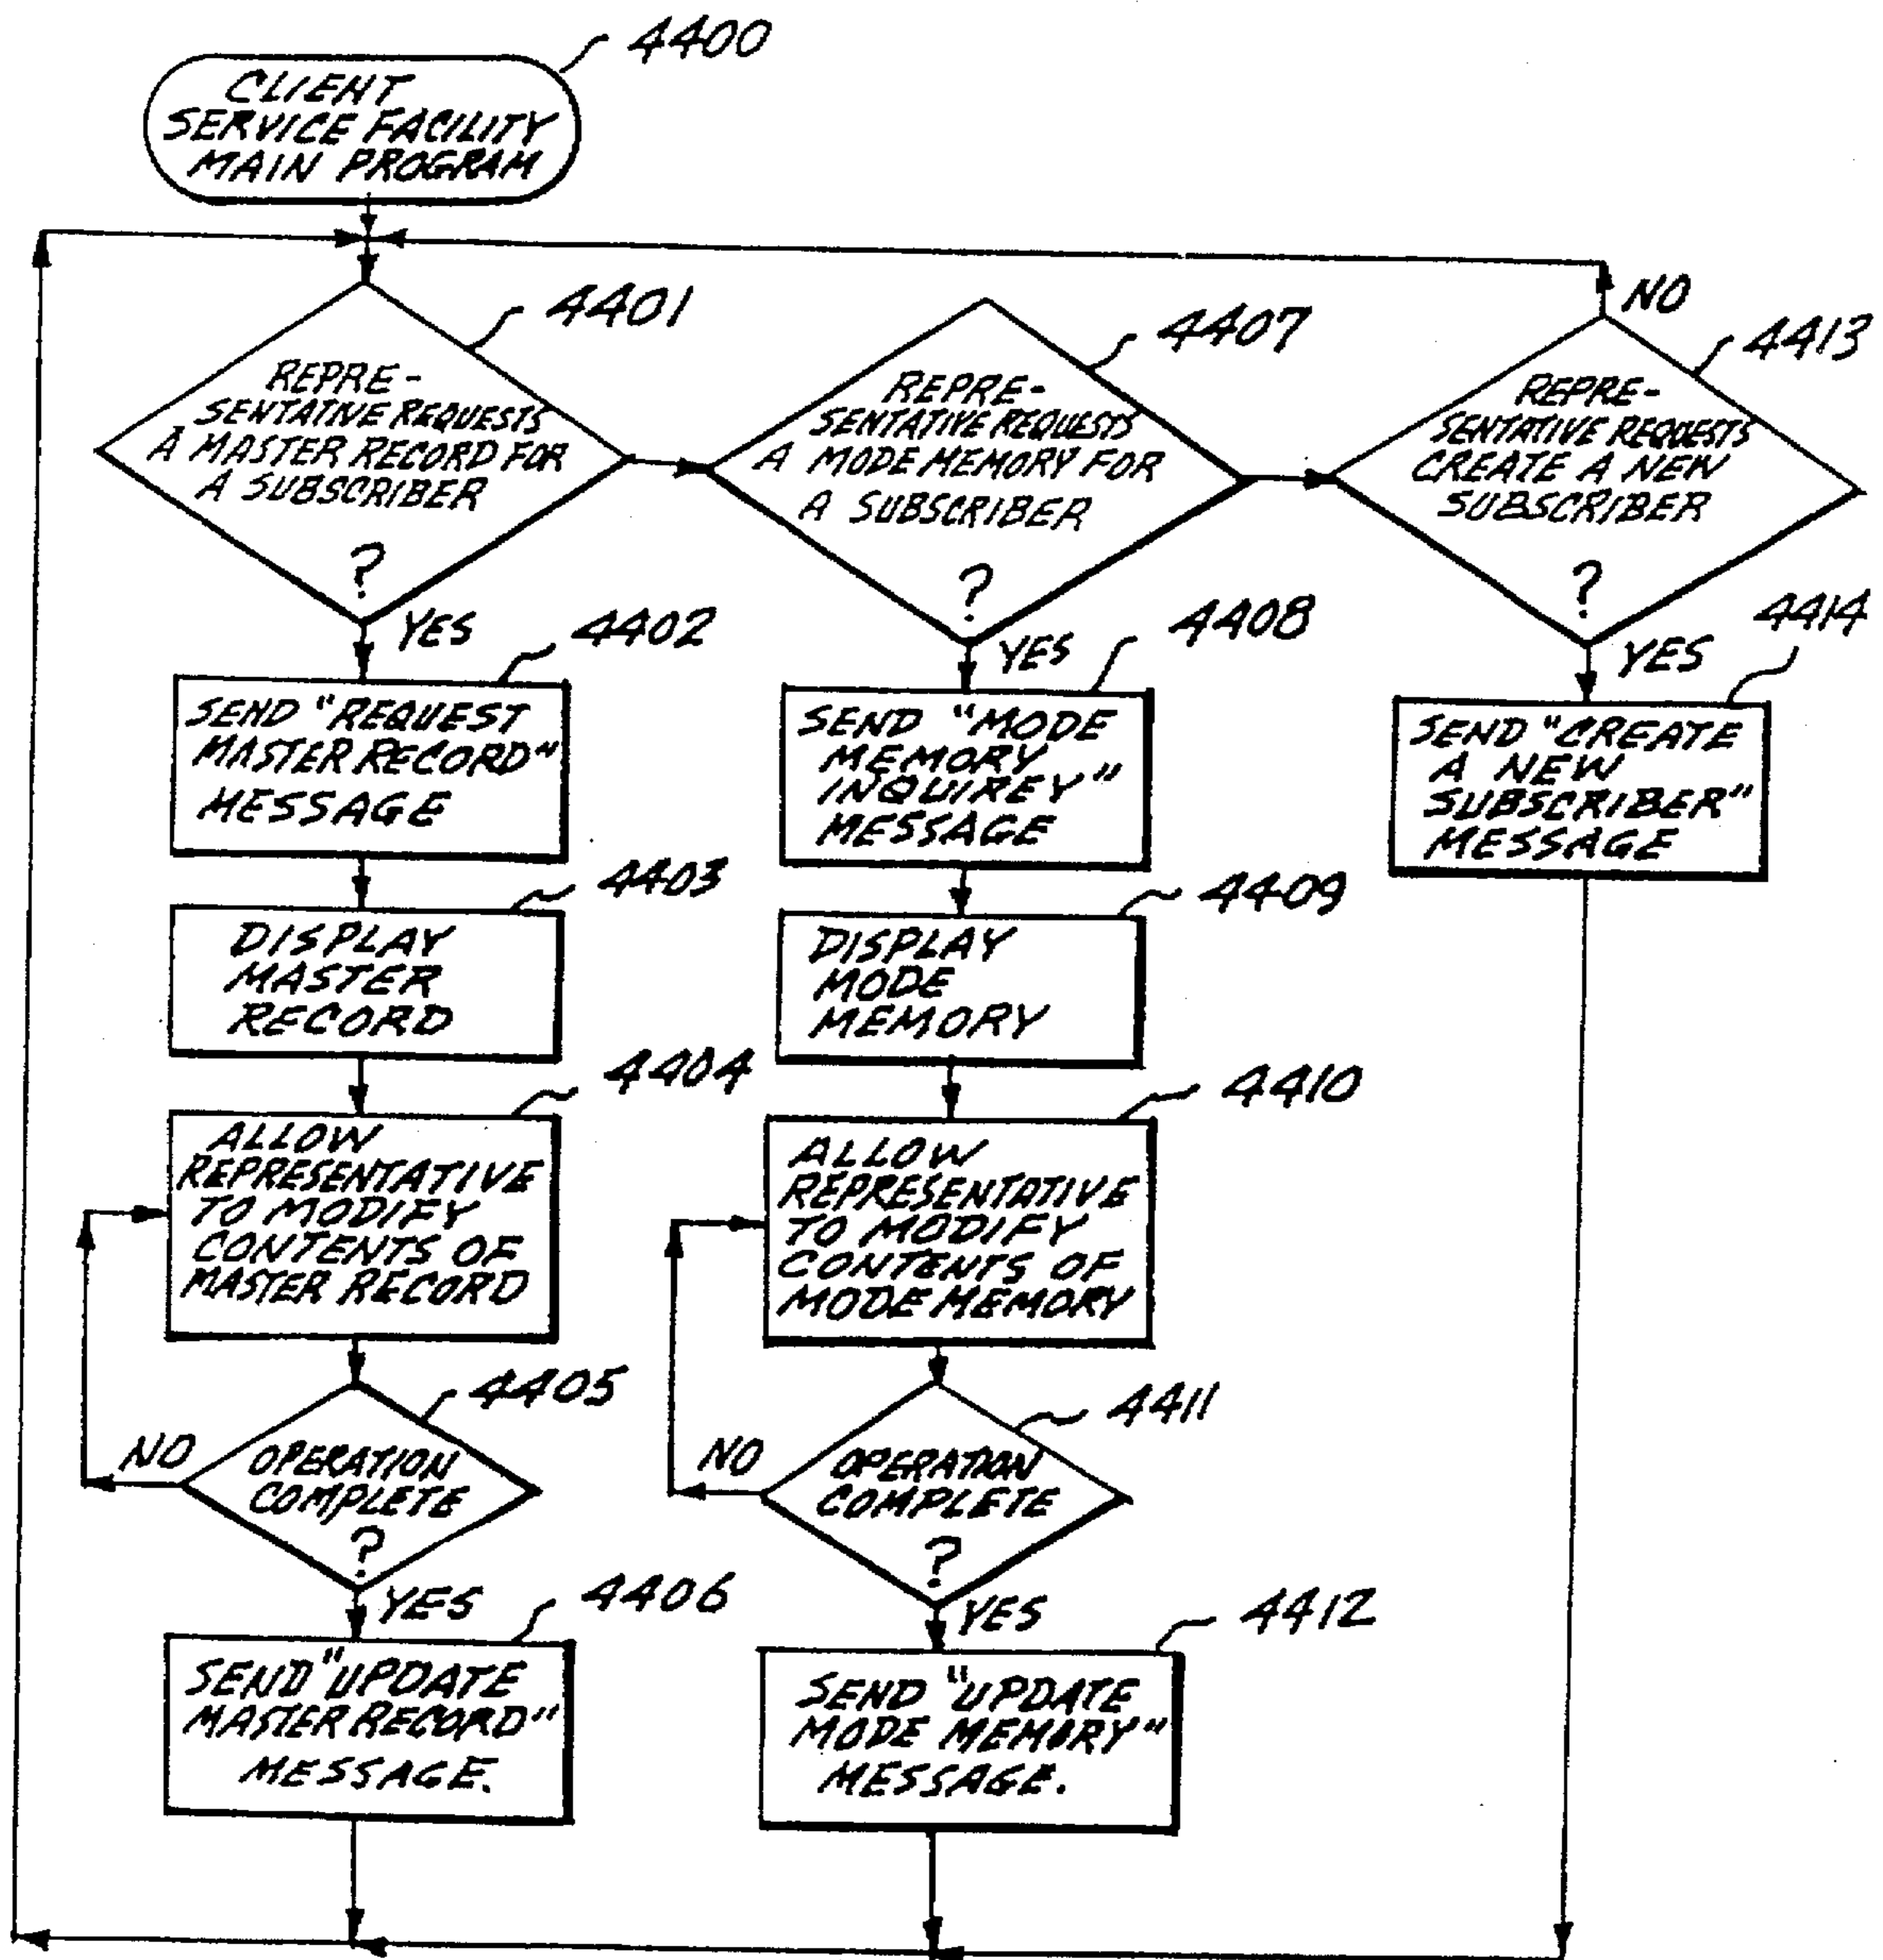 4400
CLIENT
SERVICE FACILITY
MAIN PROGRAM
4401
REPRE-
SENTATIVE REQUESTS
A MASTER RECORD FOR
A SUBSCRIBER
?
YES
4407
REPRE-
SENTATIVE REQUESTS
A MODE MEMORY FOR
A SUBSCRIBER
?
YES
NO
4413
REPRE-
SENTATIVE REQUESTS
CREATE A NEW
SUBSCRIBER
?
YES
4402
SEND "REQUEST
MASTER RECORD"
MESSAGE
4408
SEND "MODE
MEMORY
INQUIREY"
MESSAGE
4414
SEND "CREATE
A NEW
SUBSCRIBER"
MESSAGE
4403
DISPLAY
MASTER
RECORD
4409
DISPLAY
MODE
MEMORY
4404
ALLOW
REPRESENTATIVE
TO MODIFY
CONTENTS OF
MASTER RECORD
4410
ALLOW
REPRESENTATIVE
TO MODIFY
CONTENTS OF
MODE MEMORY
4405
NO
OPERATION
COMPLETE
?
YES
4411
NO
OPERATION
COMPLETE
?
YES
4406
SEND "UPDATE
MASTER RECORD"
MESSAGE.
4412
SEND "UPDATE
MODE MEMORY"
MESSAGE.